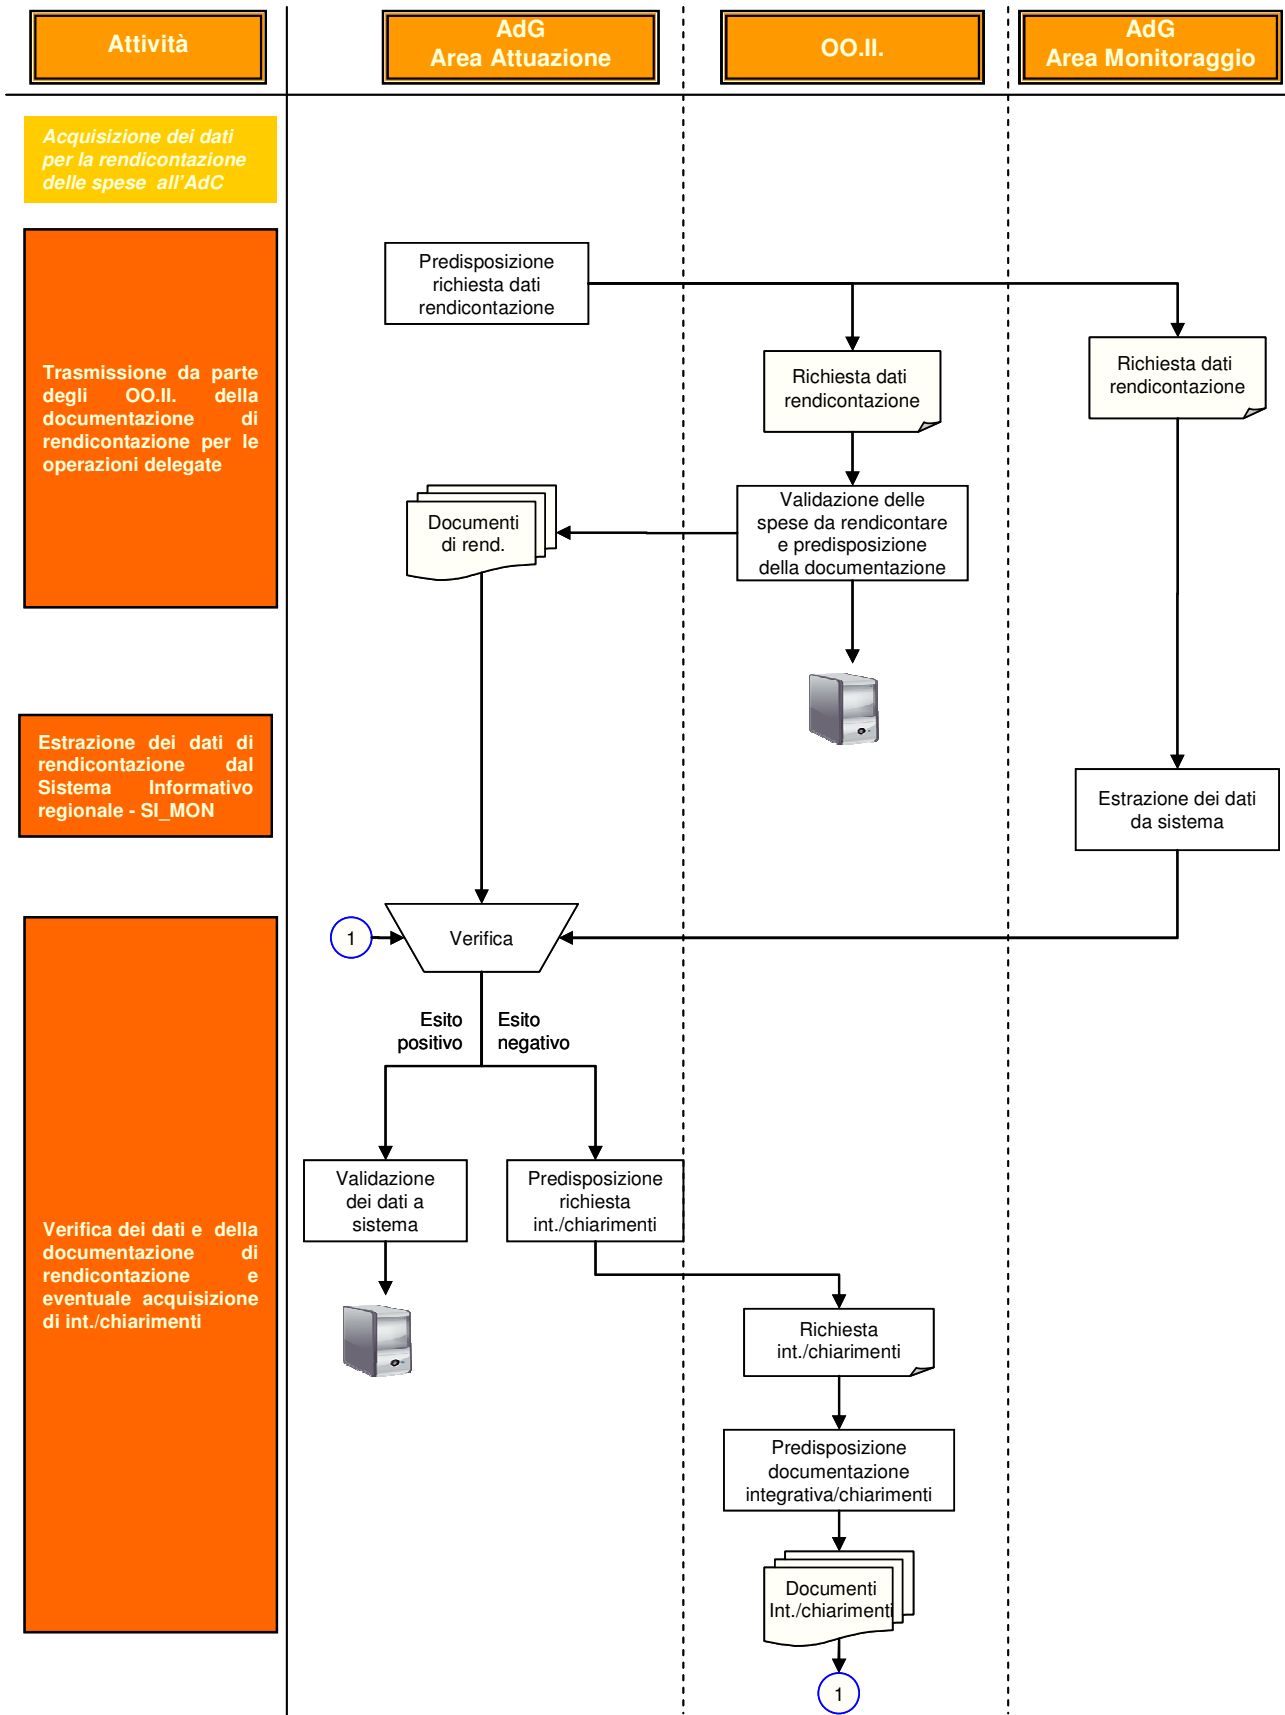 Attività
AdG
Area Attuazione
OO.II.
AdG
Area Monitoraggio
Acquisizione dei dati
per la rendicontazione
delle spese all'AdC
Trasmissione da parte
degli OO.II. della
documentazione di
rendicontazione per le
operazioni delegate
Predisposizione
richiesta dati
rendicontazione
Richiesta dati
rendicontazione
Richiesta dati
rendicontazione
Documenti
di rend.
Validazione delle
spese da rendicontare
e predisposizione
della documentazione
Estrazione dei dati di
rendicontazione dal
Sistema Informativo
regionale - SI_MON
Estrazione dei dati
da sistema
1
Verifica
Esito
positivo
Esito
negativo
Verifica dei dati e della
documentazione di
rendicontazione e
eventuale acquisizione
di int./chiarimenti
Validazione
dei dati a
sistema
Predisposizione
richiesta
int./chiarimenti
Richiesta
int./chiarimenti
Predisposizione
documentazione
integrativa/chiarimenti
Documenti
Int./chiarimenti
1